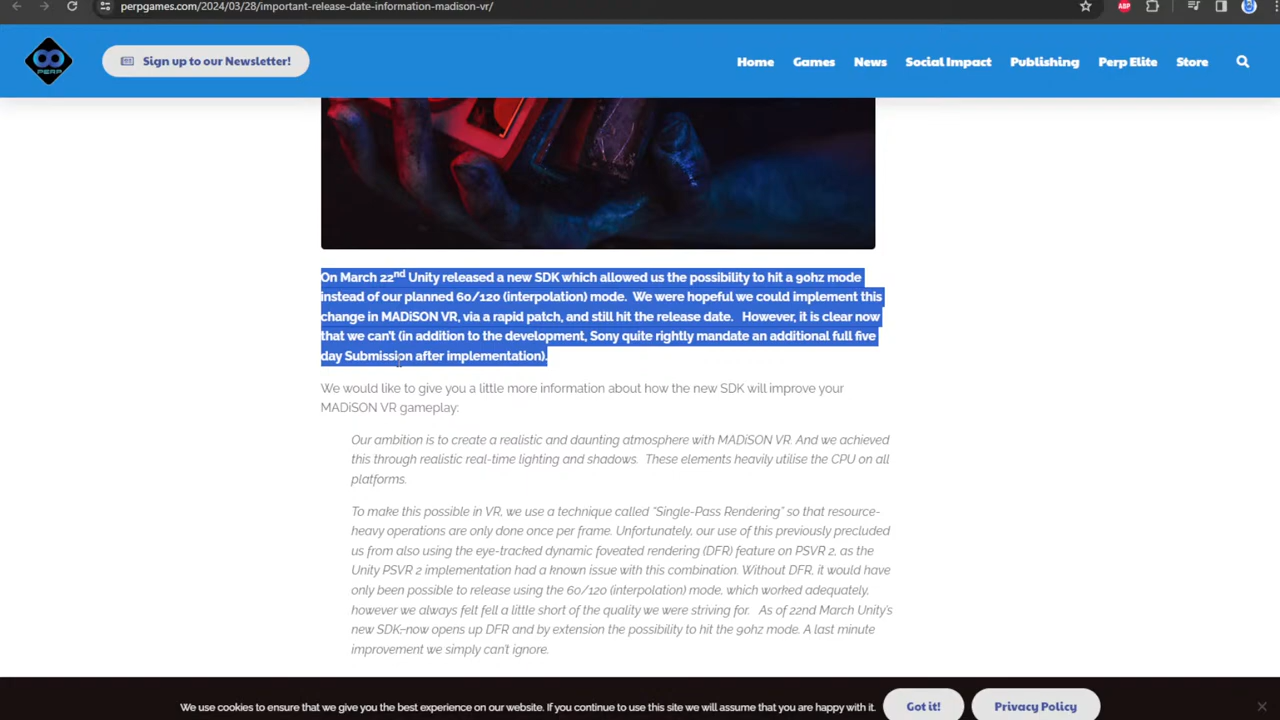 perpgames.com/2024/03/28/important-release-date-information-madison-vr/
ABP
PERP
Sign up to our Newsletter!
Home Games News Social Impact Publishing Perp Elite Store
On March 22nd Unity released a new SDK which allowed us the possibility to hit a 90hz mode
instead of our planned 60/120 (interpolation) mode. We were hopeful we could implement this
change in MADiSON VR, via a rapid patch, and still hit the release date. However, it is clear now
that we can't (in addition to the development, Sony quite rightly mandate an additional full five
day Submission after implementation).
We would like to give you a little more information about how the new SDK will improve your
MADiSON VR gameplay:
Our ambition is to create a realistic and daunting atmosphere with MADiSON VR. And we achieved
this through realistic real-time lighting and shadows. These elements heavily utilise the CPU on all
platforms.
To make this possible in VR, we use a technique called “Single-Pass Rendering” so that resource-
heavy operations are only done once per frame. Unfortunately, our use of this previously precluded
us from also using the eye-tracked dynamic foveated rendering (DFR) feature on PSVR 2, as the
Unity PSVR 2 implementation had a known issue with this combination. Without DFR, it would have
only been possible to release using the 60/120 (interpolation) mode, which worked adequately,
however we always felt fell a little short of the quality we were striving for. As of 22nd March Unity's
new SDK–now opens up DFR and by extension the possibility to hit the 90hz mode. A last minute
improvement we simply can't ignore.
We use cookies to ensure that we give you the best experience on our website. If you continue to use this site we will assume that you are happy with it. Got it! Privacy Policy